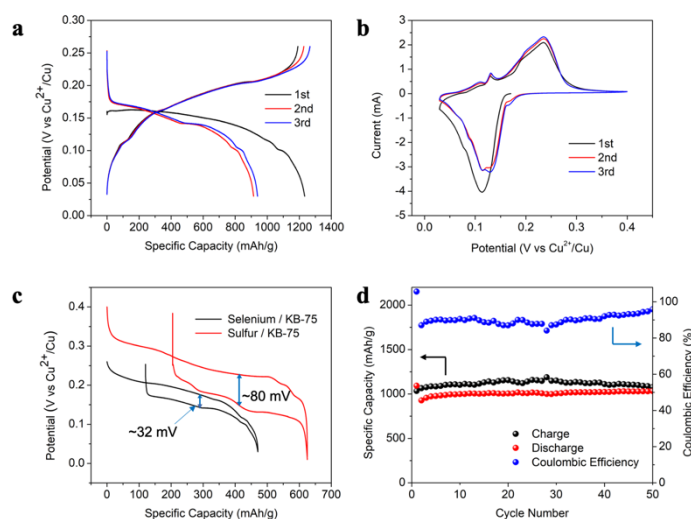 a
0.25
0.20
0.15
0.10
0.05
0.00
Potential (V vs Cu2+/Cu)
1st
2nd
3rd
0 200 400 600 800 1000 1200 1400
Specific Capacity (mAh/g)
b
3
2
1
0
-1
-2
-3
-4
-5
Current (mA)
1st
2nd
3rd
0.0 0.1 0.2 0.3 0.4
Potential (V vs Cu2+/Cu)
c
0.4
0.3
0.2
0.1
0.0
Potential (V vs Cu2+/Cu)
Selenium / KB-75
Sulfur / KB-75
~80 mV
~32 mV
0 100 200 300 400 500 600 700
Specific Capacity (mAh/g)
d
2000
1500
1000
500
0
Specific Capacity (mAh/g)
100
80
60
40
20
0
Coulombic Efficiency (%)
Charge
Discharge
Coulombic Efficiency
0 10 20 30 40 50
Cycle Number